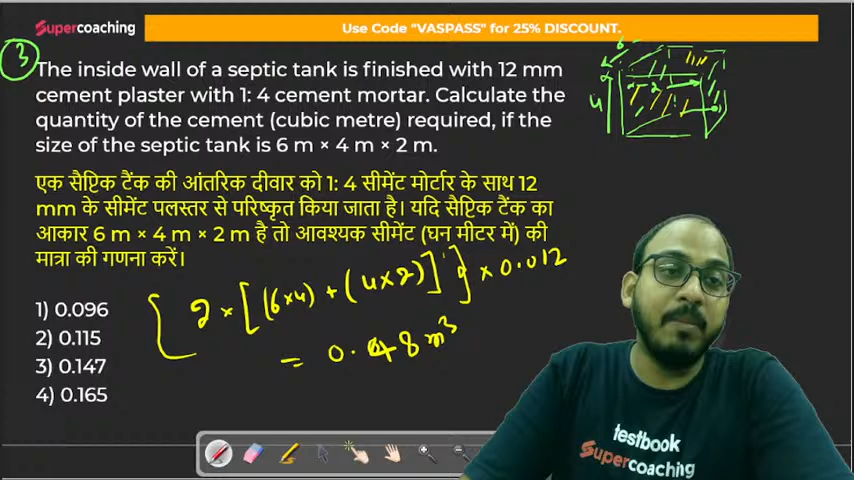 Supercoaching
Use Code "VASPASS" for 25% DISCOUNT.
3
The inside wall of a septic tank is finished with 12 mm
cement plaster with 1: 4 cement mortar. Calculate the
quantity of the cement (cubic metre) required, if the
size of the septic tank is 6 m × 4 m × 2 m.
6
2
4
एक सैप्टिक टैंक की आंतरिक दीवार को 1: 4 सीमेंट मोर्टार के साथ 12
mm के सीमेंट पलस्तर से परिष्कृत किया जाता है। यदि सैप्टिक टैंक का
आकार 6 m × 4 m × 2 m है तो आवश्यक सीमेंट (घन मीटर में) की
मात्रा की गणना करें।
2 × [(6×4) + (4×2)] } × 0.012
1) 0.096
2) 0.115
3) 0.147
4) 0.165
testbook
Supercoaching